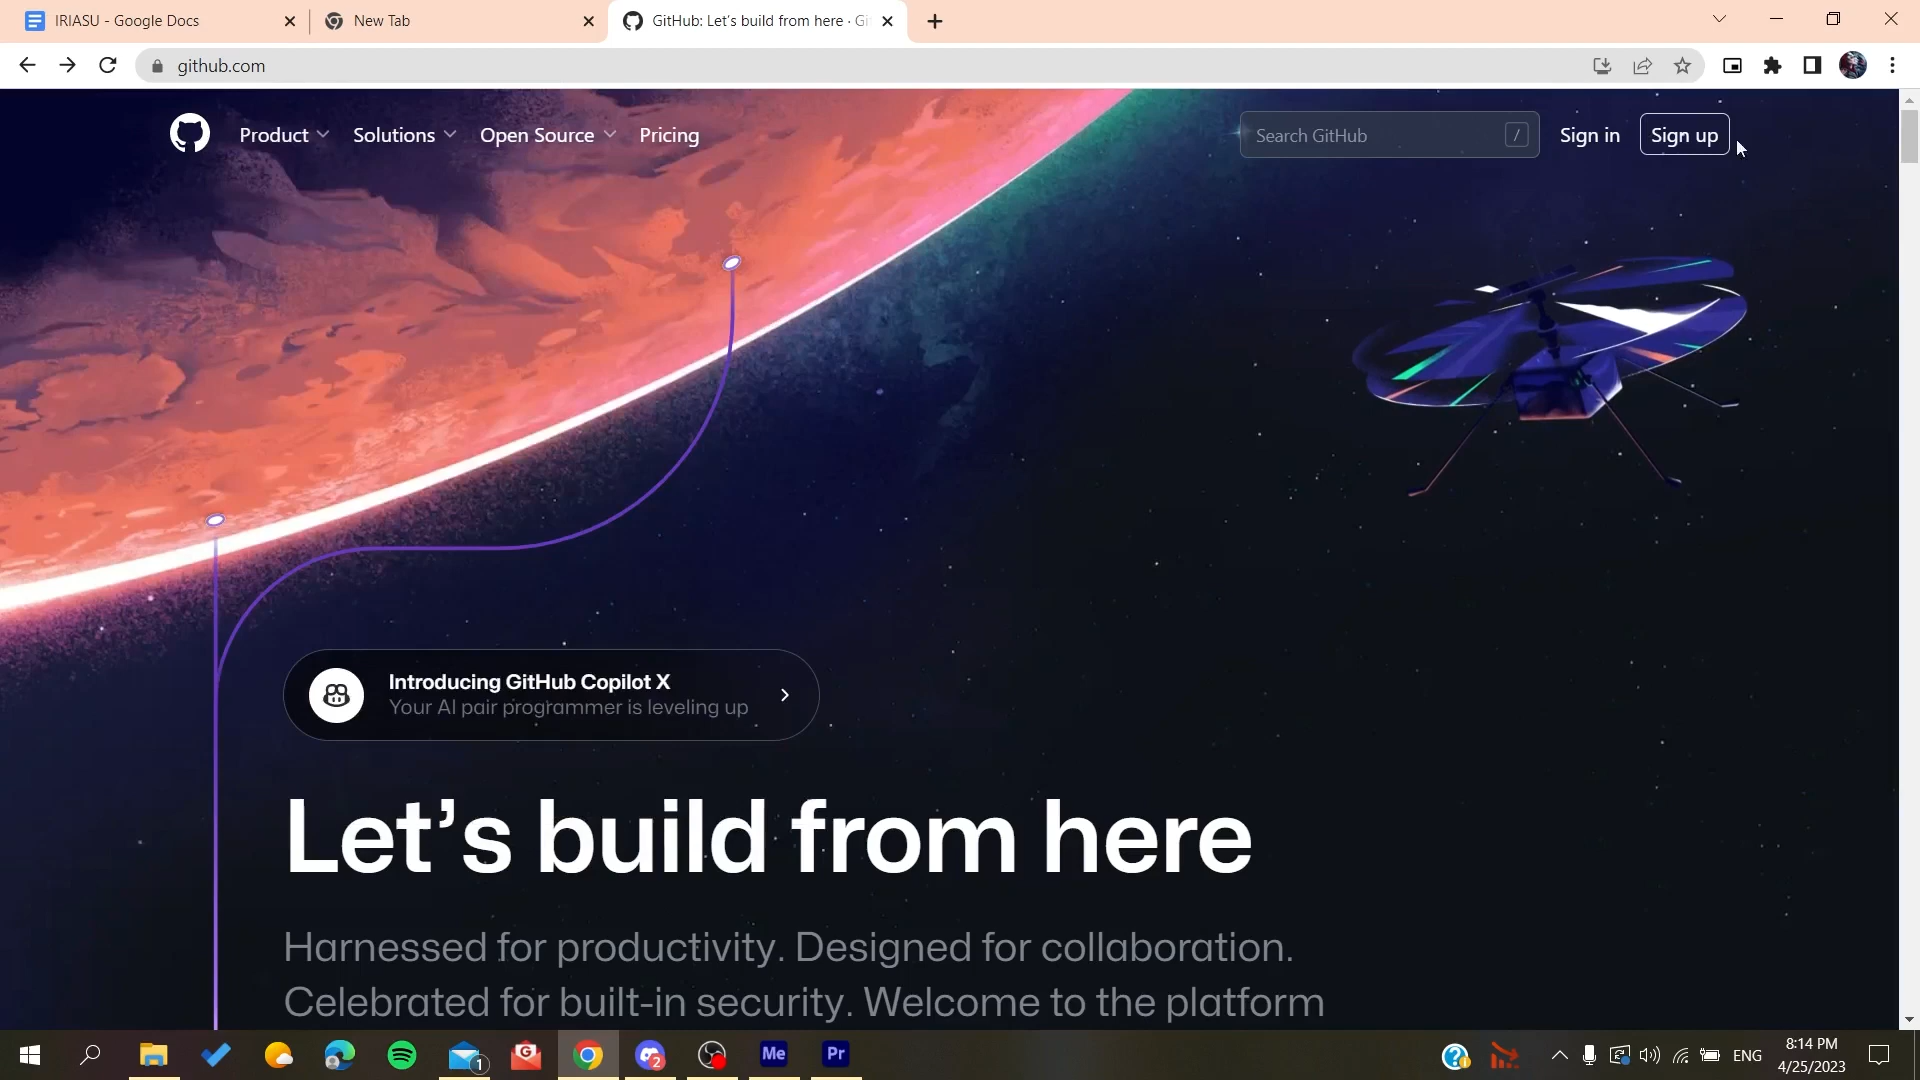 IRIASU - Google Docs
New Tab
GitHub: Let's build from here · Gi
github.com
Product
Solutions
Open Source
Pricing
Search GitHub
/
Sign in
Sign up
Introducing GitHub Copilot X
Your AI pair programmer is leveling up
Let's build from here
Harnessed for productivity. Designed for collaboration.
Celebrated for built-in security. Welcome to the platform
1
G
2
Me
Pr
ENG
8:14 PM
4/25/2023